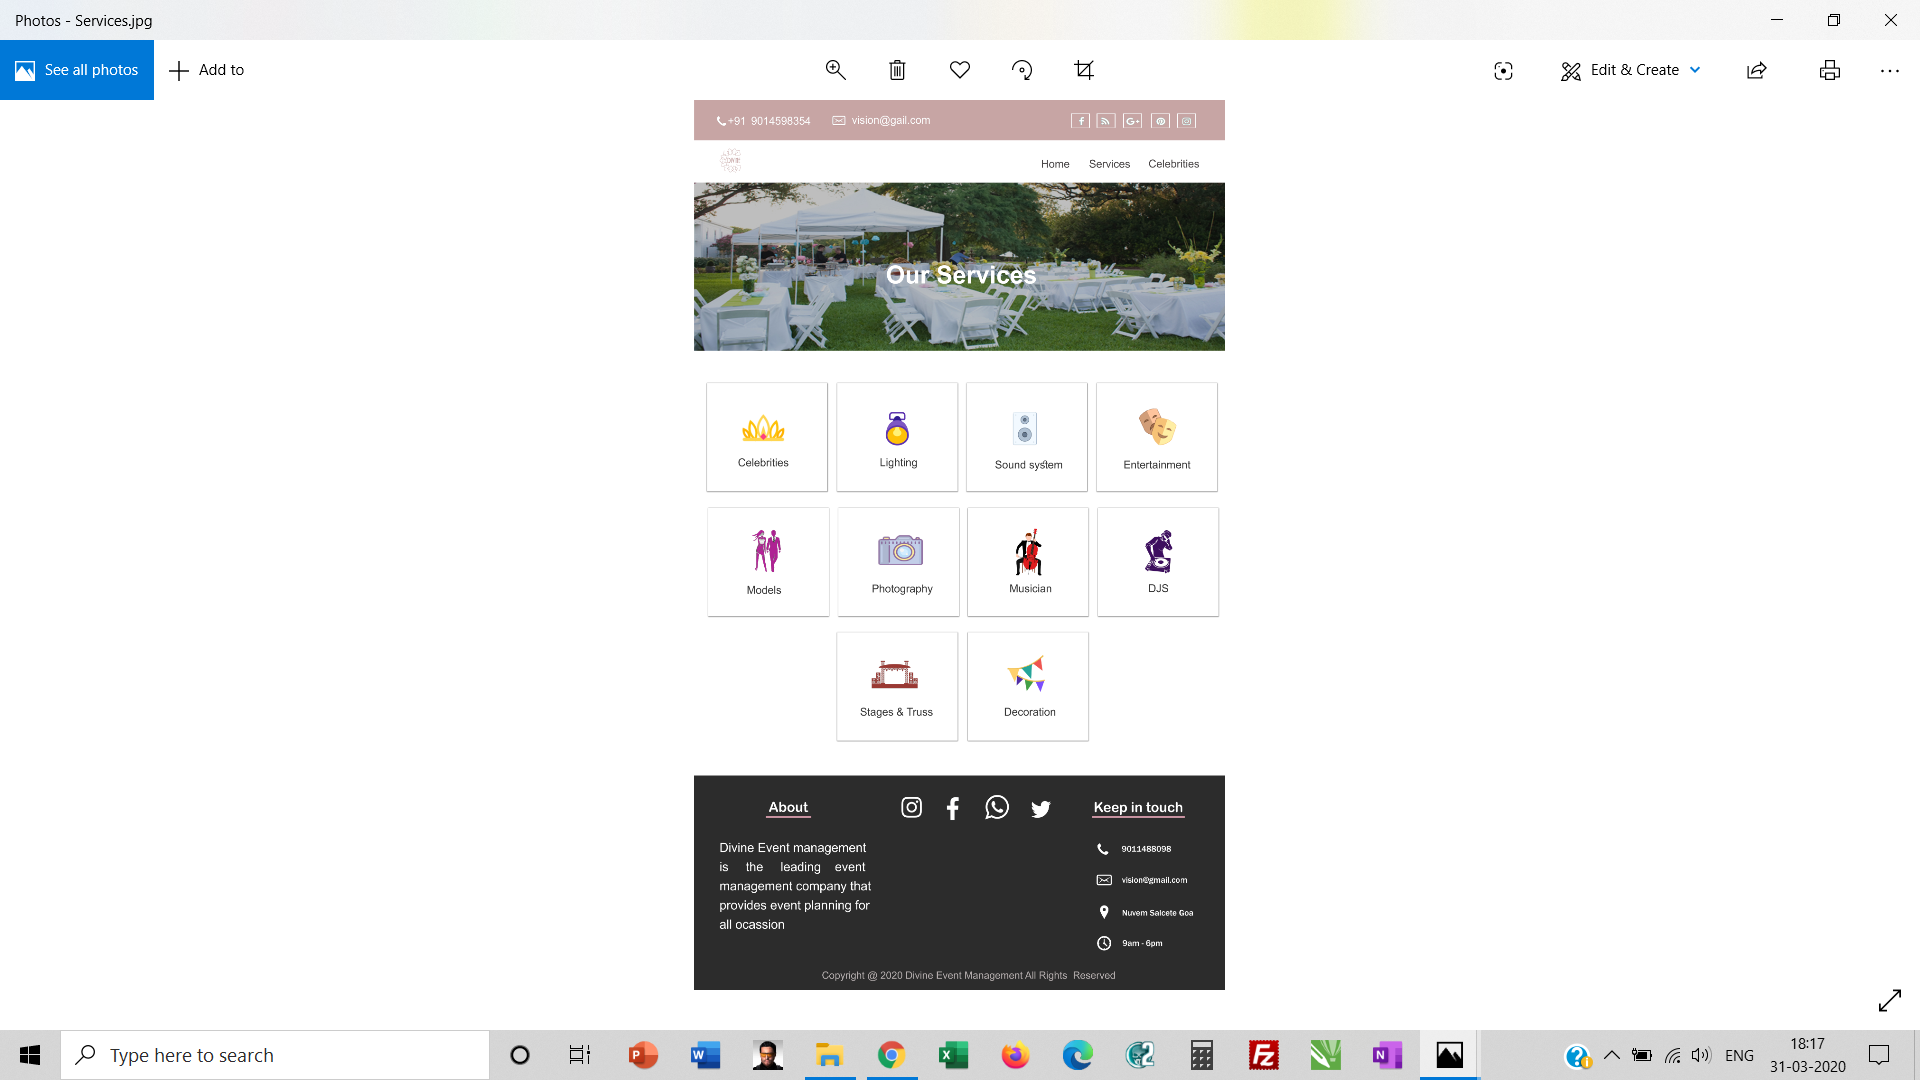 Photos - Services.jpg
See all photos
Add to
Edit & Create
+91 9014598354
vision@gail.com
G+
Home
Services
Celebrities
Our Services
Celebrities
Lighting
Sound system
Entertainment
Models
Photography
Musician
DJS
Stages & Truss
Decoration
About
Keep in touch
Divine Event management
is the leading event
management company that
provides event planning for
all ocassion
9011488098
vision@gmail.com
Nuvem Salcete Goa
9am - 6pm
Copyright @ 2020 Divine Event Management All Rights Reserved
Type here to search
ENG
18:17
31-03-2020